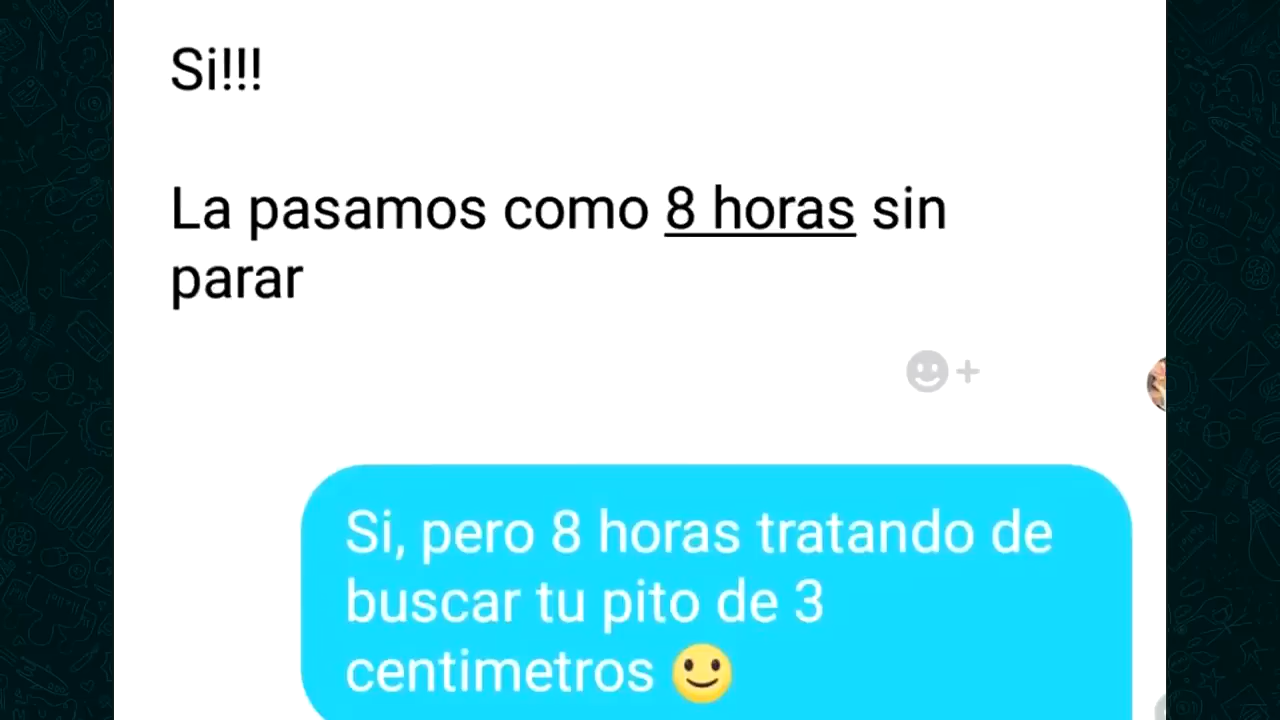 Si!!!
La pasamos como 8 horas sin
parar
Si, pero 8 horas tratando de
buscar tu pito de 3
centimetros 🙂